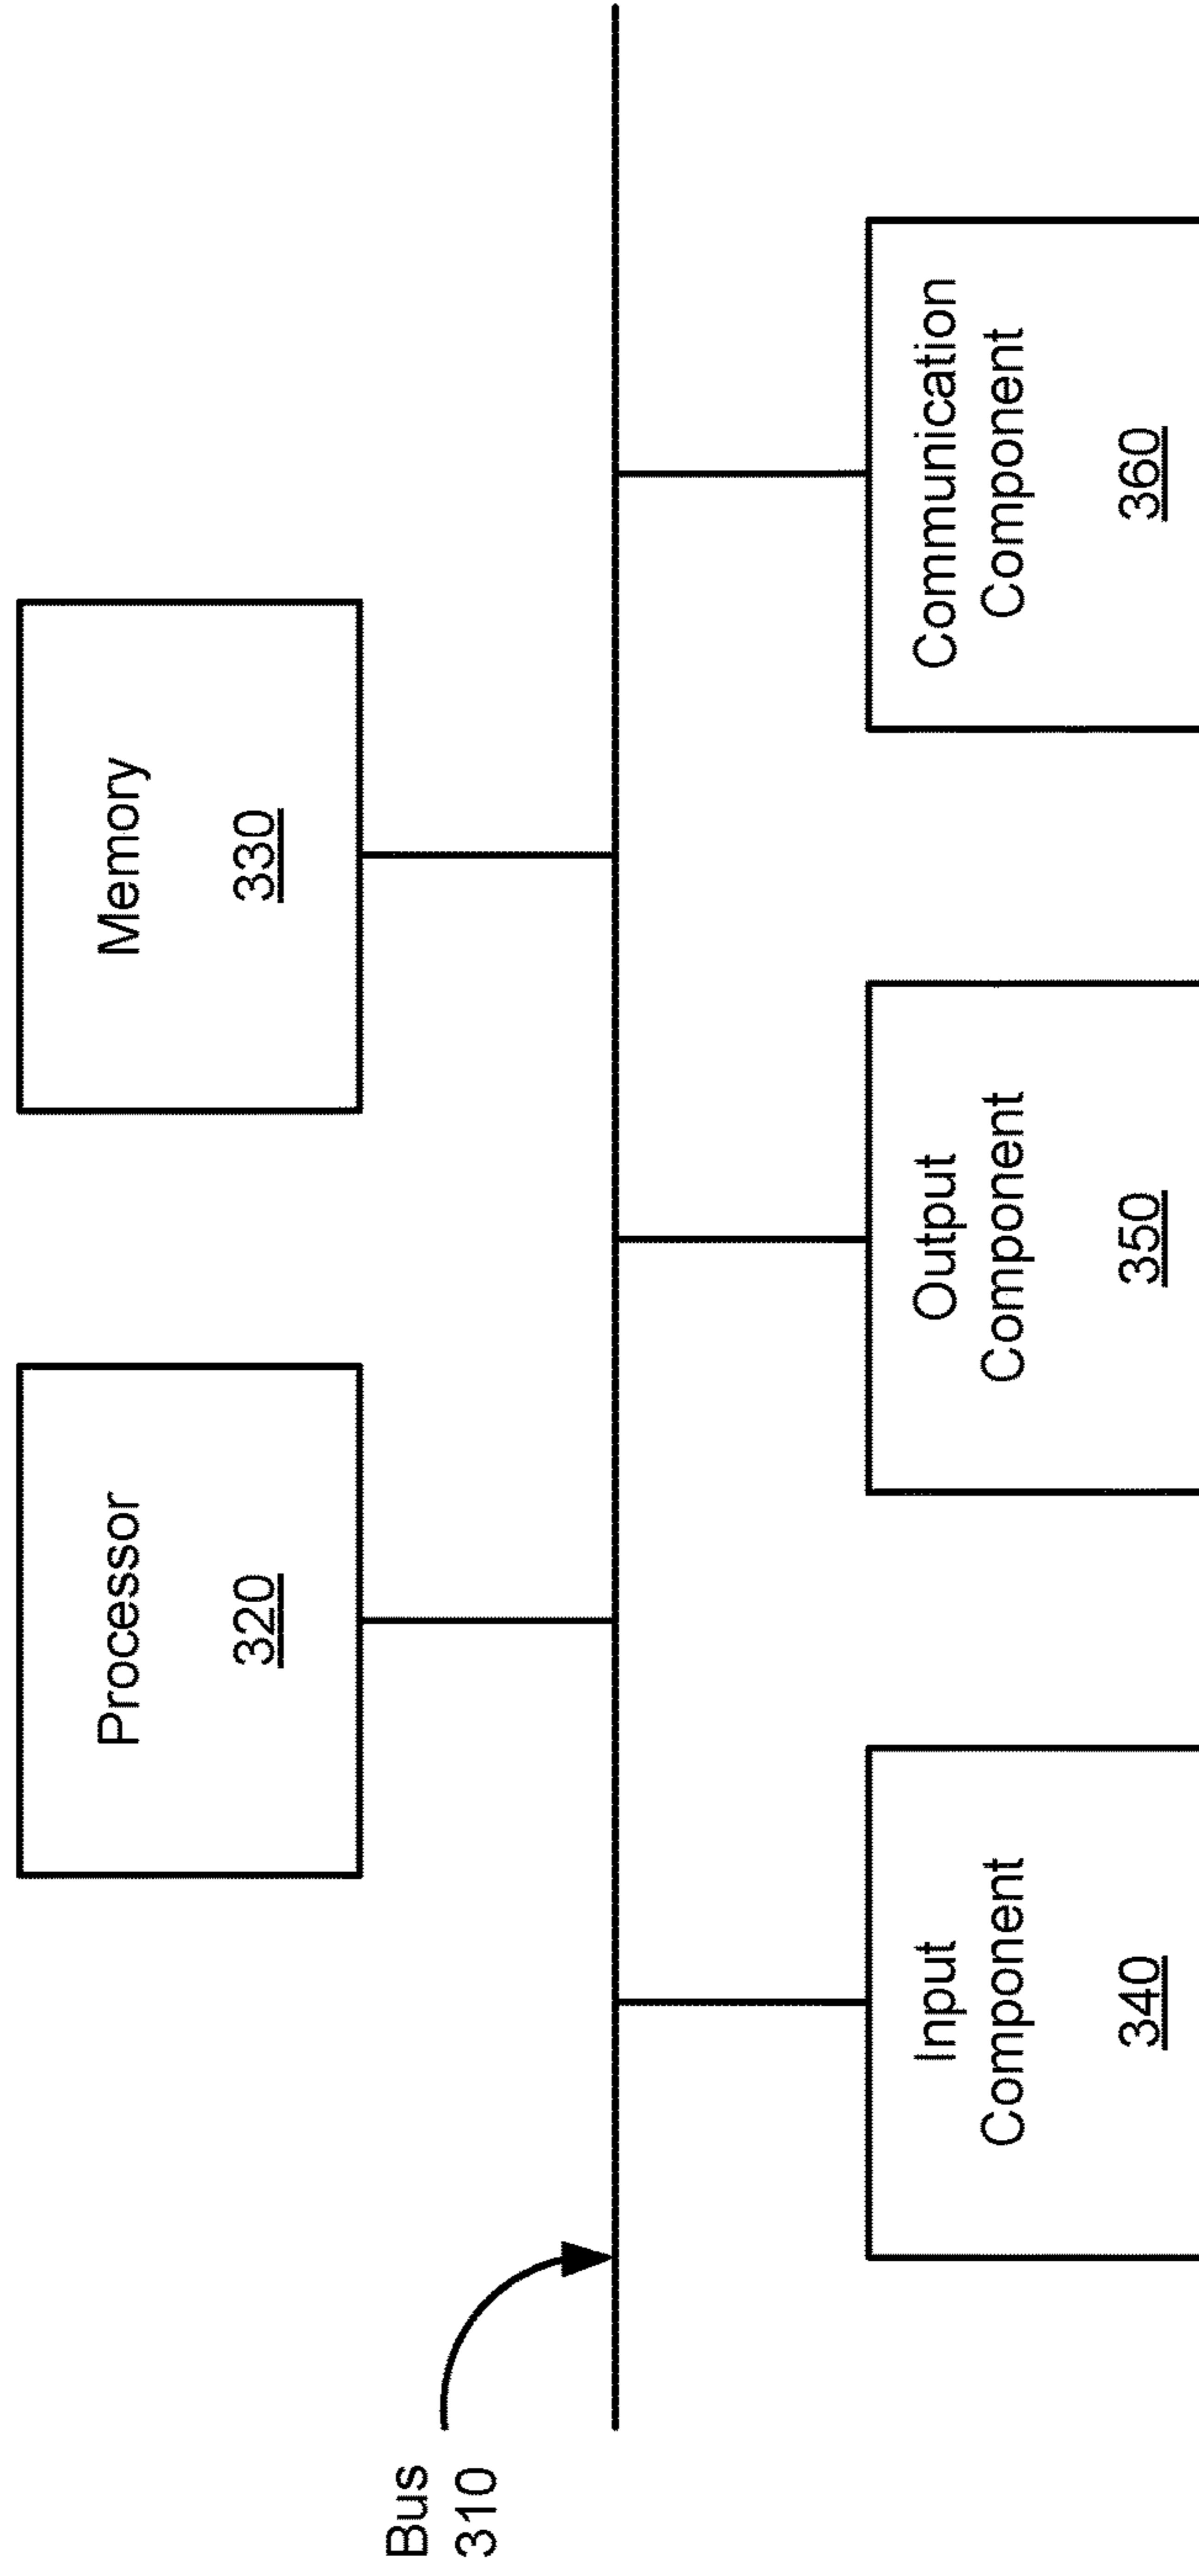 Processor
320
Memory
330
Bus
310
Input
Component
340
Output
Component
350
Communication
Component
360